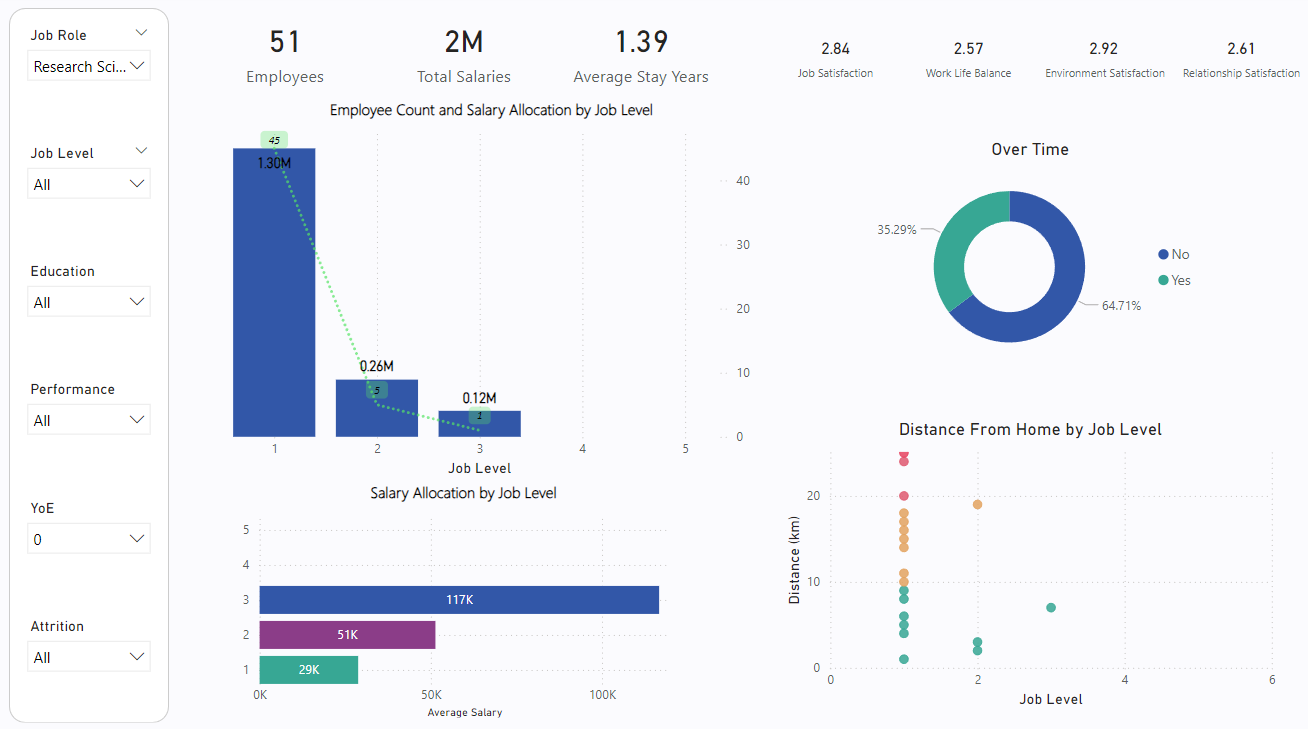 Job Role
Research Sci...
Job Level
All
Education
All
Performance
All
YoE
0
Attrition
All
51
Employees
2M
Total Salaries
1.39
Average Stay Years
2.84
Job Satisfaction
2.57
Work Life Balance
2.92
Environment Satisfaction
2.61
Relationship Satisfaction
Employee Count and Salary Allocation by Job Level
45
1.30M
0.26M
5
0.12M
1
40
30
20
10
0
1 2 3 4 5
Job Level
Salary Allocation by Job Level
5
4
3 117K
2 51K
1 29K
0K 50K 100K
Average Salary
Over Time
35.29%
64.71%
No
Yes
Distance From Home by Job Level
Distance (km)
20
10
0
0 2 4 6
Job Level